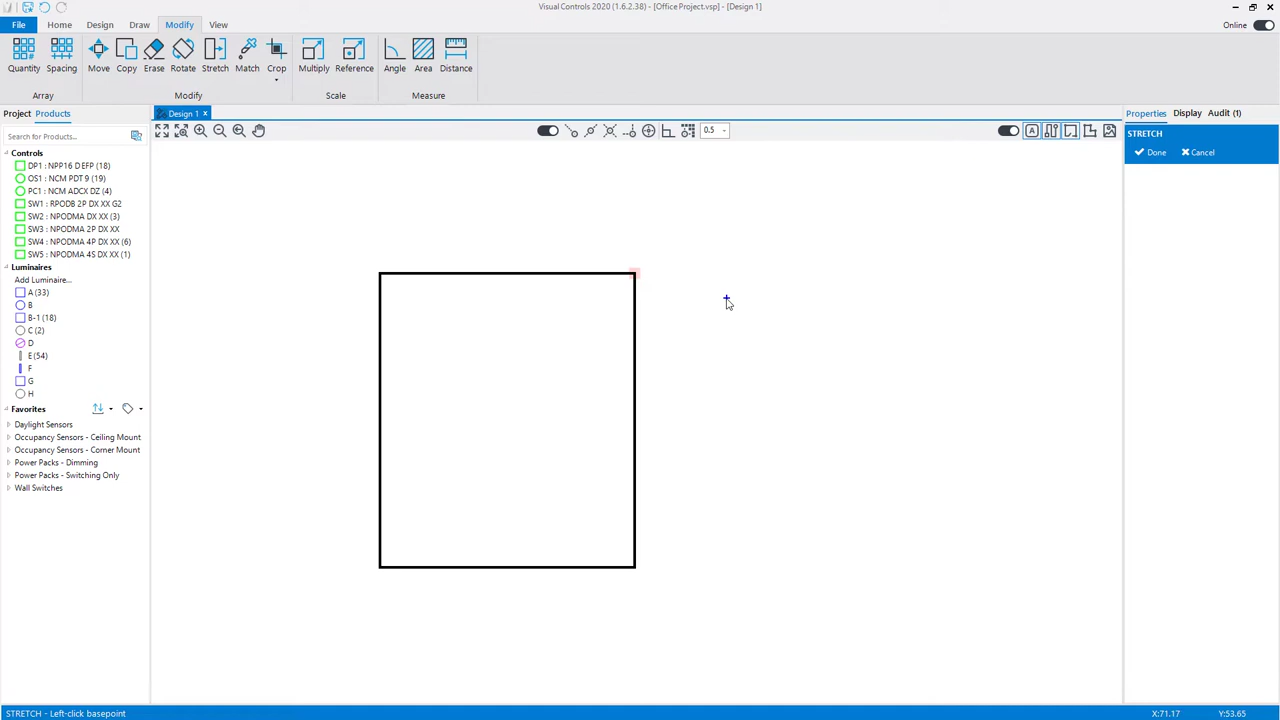 Visual Controls 2020 (1.6.2.38) - [Office Project.vsp] - [Design 1]
File Home Design Draw Modify View
Online
Quantity Spacing Move Copy Erase Rotate Stretch Match Crop Multiply Reference Angle Area Distance
Array Modify Scale Measure
Project Products
Design 1
Properties Display Audit (1)
Search for Products...
0.5
A
STRETCH
Done Cancel
Controls
DP1 : NPP16 D EFP (18)
OS1 : NCM PDT 9 (19)
PC1 : NCM ADCX DZ (4)
SW1 : RPODB 2P DX XX G2
SW2 : NPODMA DX XX (3)
SW3 : NPODMA 2P DX XX
SW4 : NPODMA 4P DX XX (6)
SW5 : NPODMA 4S DX XX (1)
Luminaires
Add Luminaire...
A (33)
B
B-1 (18)
C (2)
D
E (54)
F
G
H
Favorites
Daylight Sensors
Occupancy Sensors - Ceiling Mount
Occupancy Sensors - Corner Mount
Power Packs - Dimming
Power Packs - Switching Only
Wall Switches
STRETCH - Left-click basepoint
X:71.17 Y:53.65